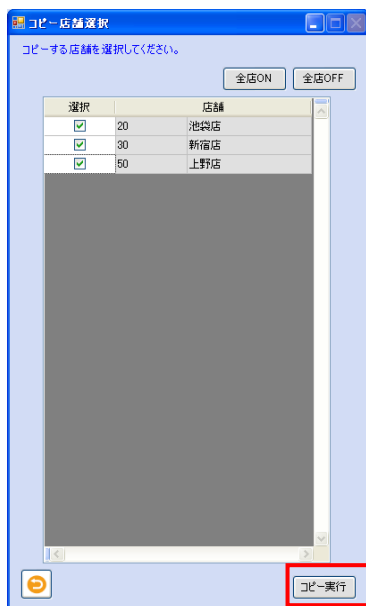 コピー店舗選択
コピーする店舗を選択してください。
全店ON 全店OFF
選択 店舗
20 池袋店
30 新宿店
50 上野店
コピー実行